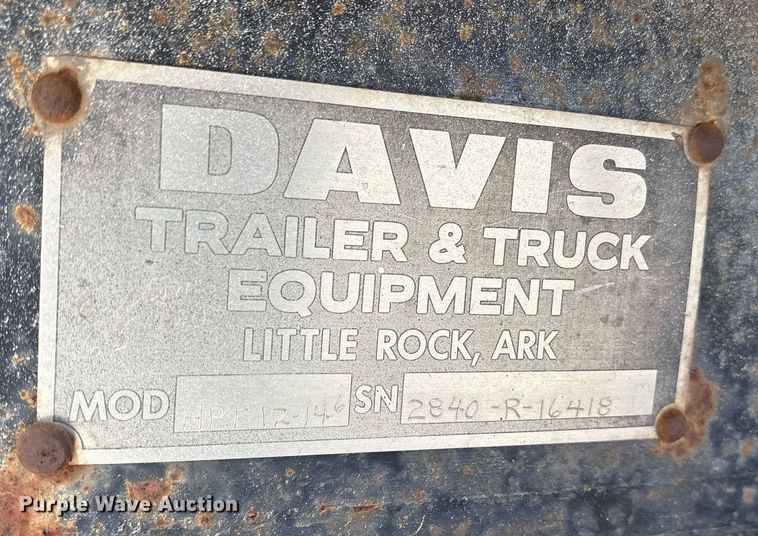 DAVIS
TRAILER & TRUCK
EQUIPMENT
LITTLE ROCK, ARK
MOD SN 2840-R-16418
Purple Wave Auction